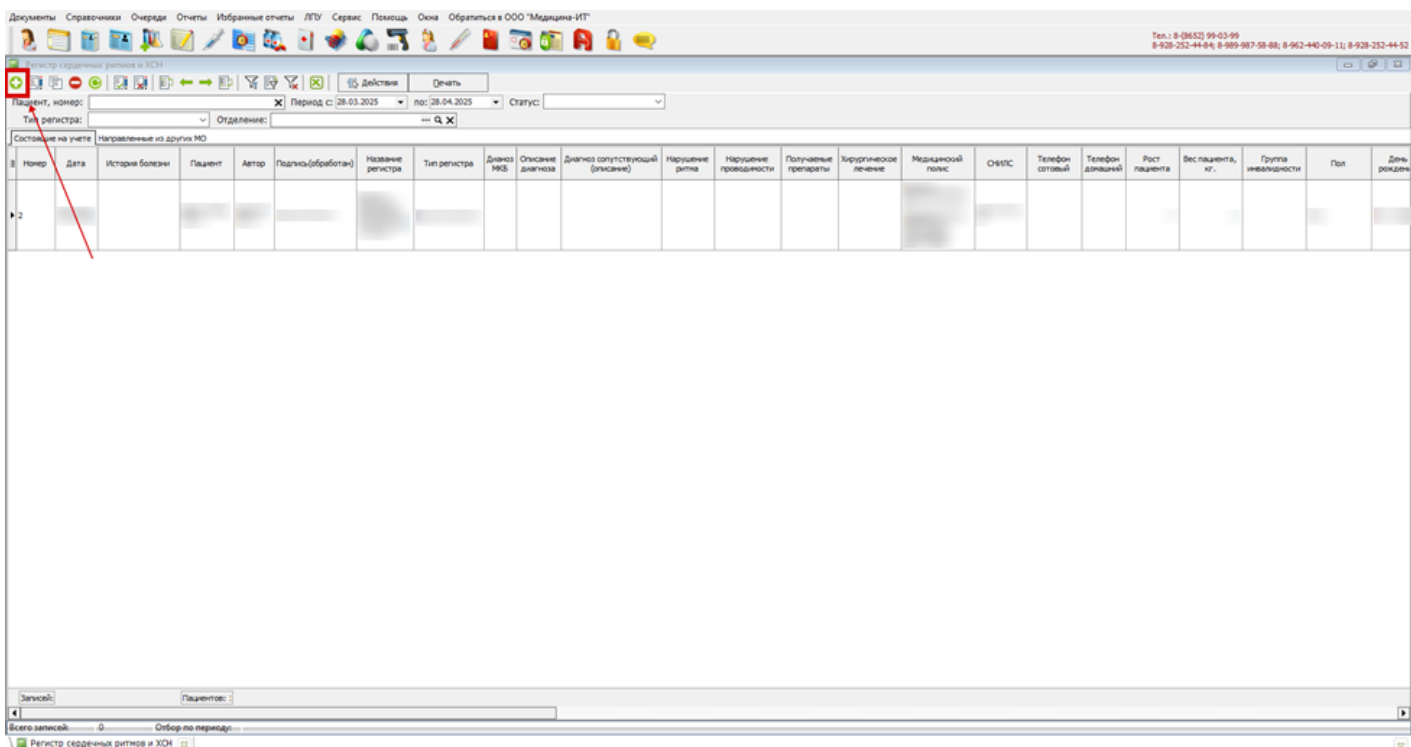 Документы Справочники Очереди Отчеты Избранные отчеты ЛПУ Сервис Помощь Окна Обратиться в ООО "Медицина-ИТ"
Тел.: 8-(8652) 99-03-99
8-928-252-44-84; 8-989-987-58-88; 8-962-440-09-11; 8-928-252-44-52
Регистр сердечных ритмов и ХСН
Действия Печать
Пациент, номер: Период с: 28.03.2025 по: 28.04.2025 Статус:
Тип регистра: Отделение:
Состоящие на учете Направленные из других МО
Номер Дата История болезни Пациент Автор Подпись(обработан) Название регистра Тип регистра Дианоз МКБ Описание диагноза Диагноз сопутствующий (описание) Нарушение ритма Нарушение проводимости Получаемые препараты Хирургическое лечение Медицинский полис СНИЛС Телефон сотовый Телефон домашний Рост пациента Вес пациента, кг. Группа инвалидности Пол День рожден
2
Записей: Пациентов:
Всего записей: 0 Отбор по периоду:
Регистр сердечных ритмов и ХСН